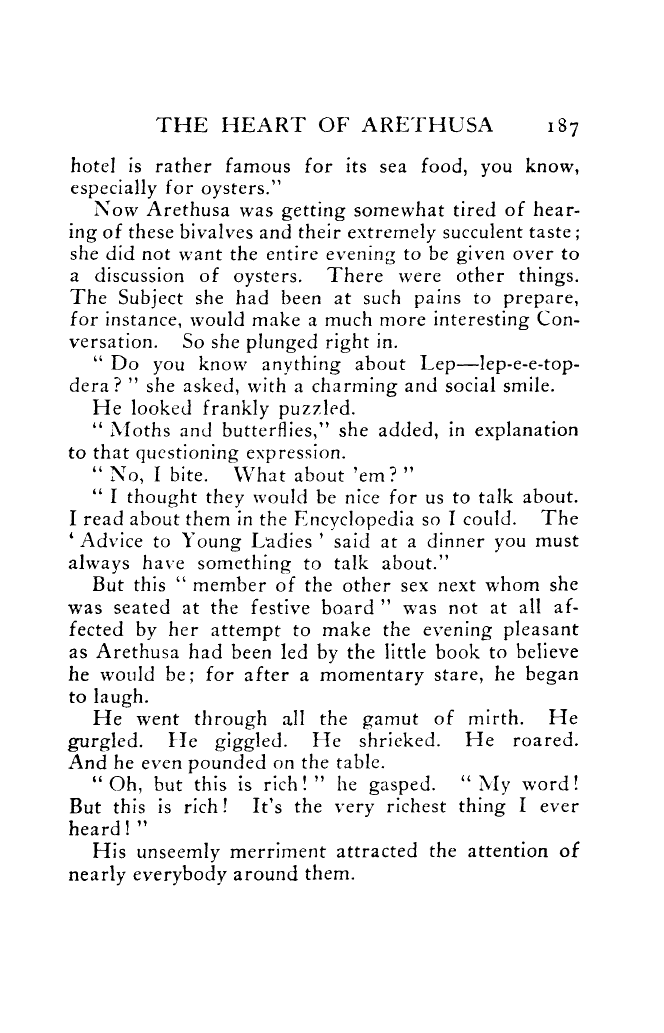 THE HEART OF ARETHUSA 187
hotel is rather famous for its sea food, you know,
especially for oysters."
Now Arethusa was getting somewhat tired of hear-
ing of these bivalves and their extremely succulent taste;
she did not want the entire evening to be given over to
a discussion of oysters. There were other things.
The Subject she had been at such pains to prepare,
for instance, would make a much more interesting Con-
versation. So she plunged right in.
" Do you know anything about Lep—lep-e-e-top-
dera? " she asked, with a charming and social smile.
He looked frankly puzzled.
" Moths and butterflies," she added, in explanation
to that questioning expression.
" No, I bite. What about 'em? "
" I thought they would be nice for us to talk about.
I read about them in the Encyclopedia so I could. The
' Advice to Young Ladies ' said at a dinner you must
always have something to talk about."
But this " member of the other sex next whom she
was seated at the festive board " was not at all af-
fected by her attempt to make the evening pleasant
as Arethusa had been led by the little book to believe
he would be; for after a momentary stare, he began
to laugh.
He went through all the gamut of mirth. He
gurgled. He giggled. He shrieked. He roared.
And he even pounded on the table.
" Oh, but this is rich! " he gasped. " My word!
But this is rich! It's the very richest thing I ever
heard! "
His unseemly merriment attracted the attention of
nearly everybody around them.